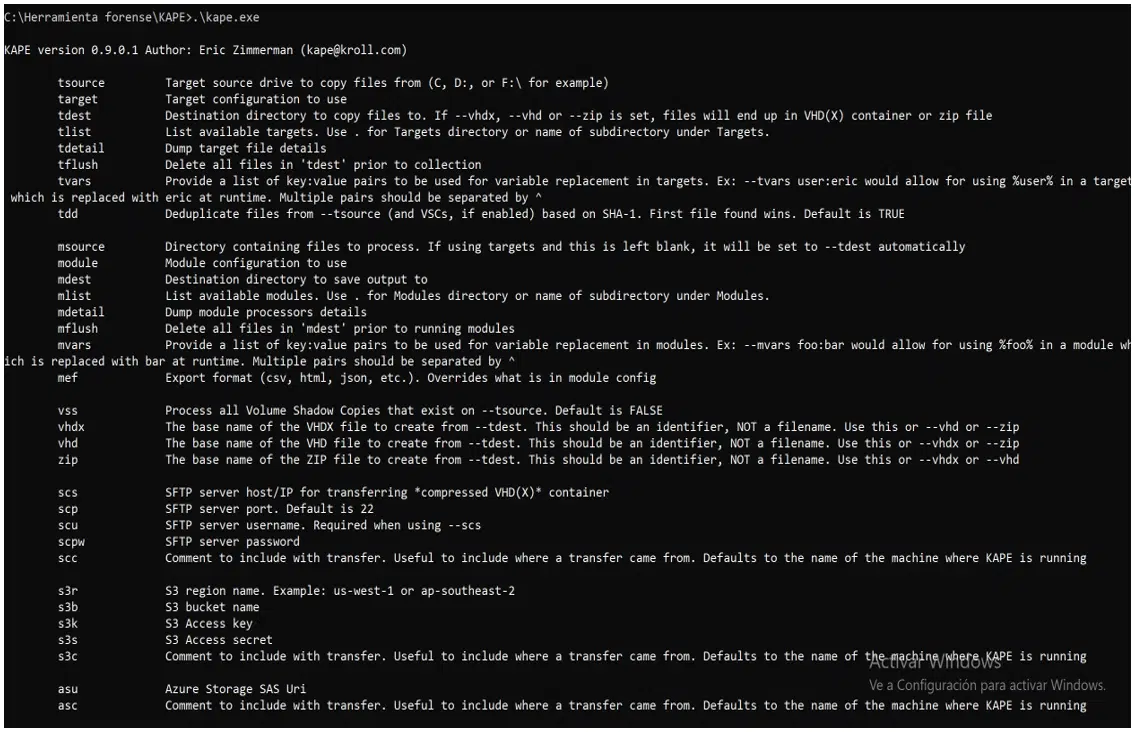 C:\Herramienta forense\KAPE>.\kape.exe
KAPE version 0.9.0.1 Author: Eric Zimmerman (kape@kroll.com)
tsource Target source drive to copy files from (C, D:, or F:\ for example)
target Target configuration to use
tdest Destination directory to copy files to. If --vhdx, --vhd or --zip is set, files will end up in VHD(X) container or zip file
tlist List available targets. Use . for Targets directory or name of subdirectory under Targets.
tdetail Dump target file details
tflush Delete all files in 'tdest' prior to collection
tvars Provide a list of key:value pairs to be used for variable replacement in targets. Ex: --tvars user:eric would allow for using %user% in a target
which is replaced with eric at runtime. Multiple pairs should be separated by ^
tdd Deduplicate files from --tsource (and VSCs, if enabled) based on SHA-1. First file found wins. Default is TRUE
msource Directory containing files to process. If using targets and this is left blank, it will be set to --tdest automatically
module Module configuration to use
mdest Destination directory to save output to
mlist List available modules. Use . for Modules directory or name of subdirectory under Modules.
mdetail Dump module processors details
mflush Delete all files in 'mdest' prior to running modules
mvars Provide a list of key:value pairs to be used for variable replacement in modules. Ex: --mvars foo:bar would allow for using %foo% in a module wh
ich is replaced with bar at runtime. Multiple pairs should be separated by ^
mef Export format (csv, html, json, etc.). Overrides what is in module config
vss Process all Volume Shadow Copies that exist on --tsource. Default is FALSE
vhdx The base name of the VHDX file to create from --tdest. This should be an identifier, NOT a filename. Use this or --vhd or --zip
vhd The base name of the VHD file to create from --tdest. This should be an identifier, NOT a filename. Use this or --vhdx or --zip
zip The base name of the ZIP file to create from --tdest. This should be an identifier, NOT a filename. Use this or --vhdx or --vhd
scs SFTP server host/IP for transferring *compressed VHD(X)* container
scp SFTP server port. Default is 22
scu SFTP server username. Required when using --scs
scpw SFTP server password
scc Comment to include with transfer. Useful to include where a transfer came from. Defaults to the name of the machine where KAPE is running
s3r S3 region name. Example: us-west-1 or ap-southeast-2
s3b S3 bucket name
s3k S3 Access key
s3s S3 Access secret
s3c Comment to include with transfer. Useful to include where a transfer came from. Defaults to the name of the machine where KAPE is running
Activar Windows
asu Azure Storage SAS Uri
Ve a Configuración para activar Windows.
asc Comment to include with transfer. Useful to include where a transfer came from. Defaults to the name of the machine where KAPE is running